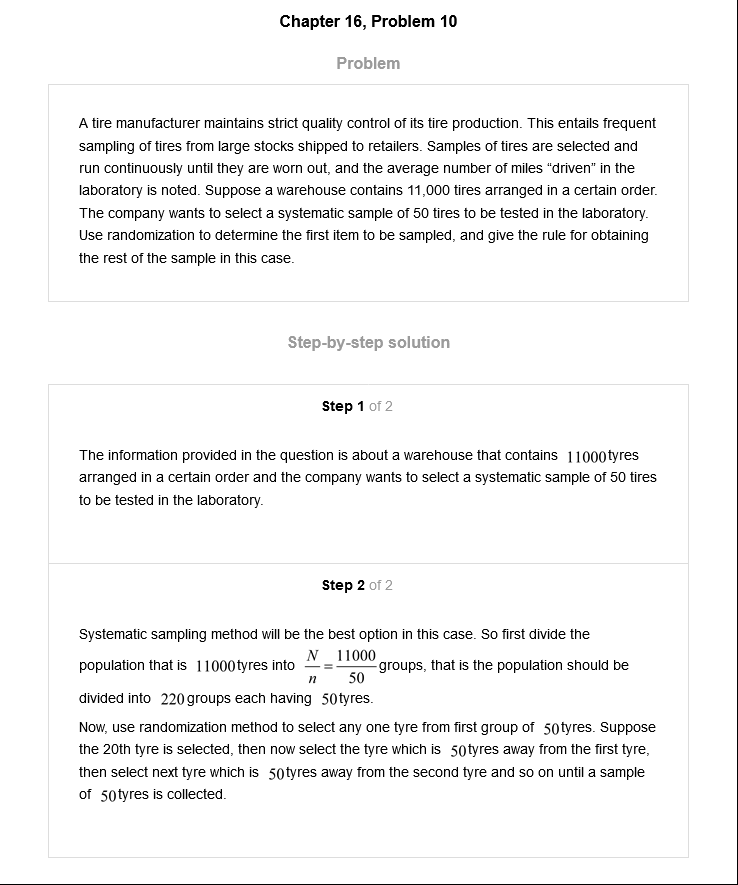 Chapter 16, Problem 10
Problem
A tire manufacturer maintains strict quality control of its tire production. This entails frequent
sampling of tires from large stocks shipped to retailers. Samples of tires are selected and
run continuously until they are worn out, and the average number of miles “driven” in the
laboratory is noted. Suppose a warehouse contains 11,000 tires arranged in a certain order.
The company wants to select a systematic sample of 50 tires to be tested in the laboratory.
Use randomization to determine the first item to be sampled, and give the rule for obtaining
the rest of the sample in this case.
Step-by-step solution
Step 1 of 2
The information provided in the question is about a warehouse that contains 11000 tyres
arranged in a certain order and the company wants to select a systematic sample of 50 tires
to be tested in the laboratory.
Step 2 of 2
Systematic sampling method will be the best option in this case. So first divide the
population that is 11000 tyres into N/n = 11000/50 groups, that is the population should be
divided into 220 groups each having 50 tyres.
Now, use randomization method to select any one tyre from first group of 50 tyres. Suppose
the 20th tyre is selected, then now select the tyre which is 50 tyres away from the first tyre,
then select next tyre which is 50 tyres away from the second tyre and so on until a sample
of 50 tyres is collected.